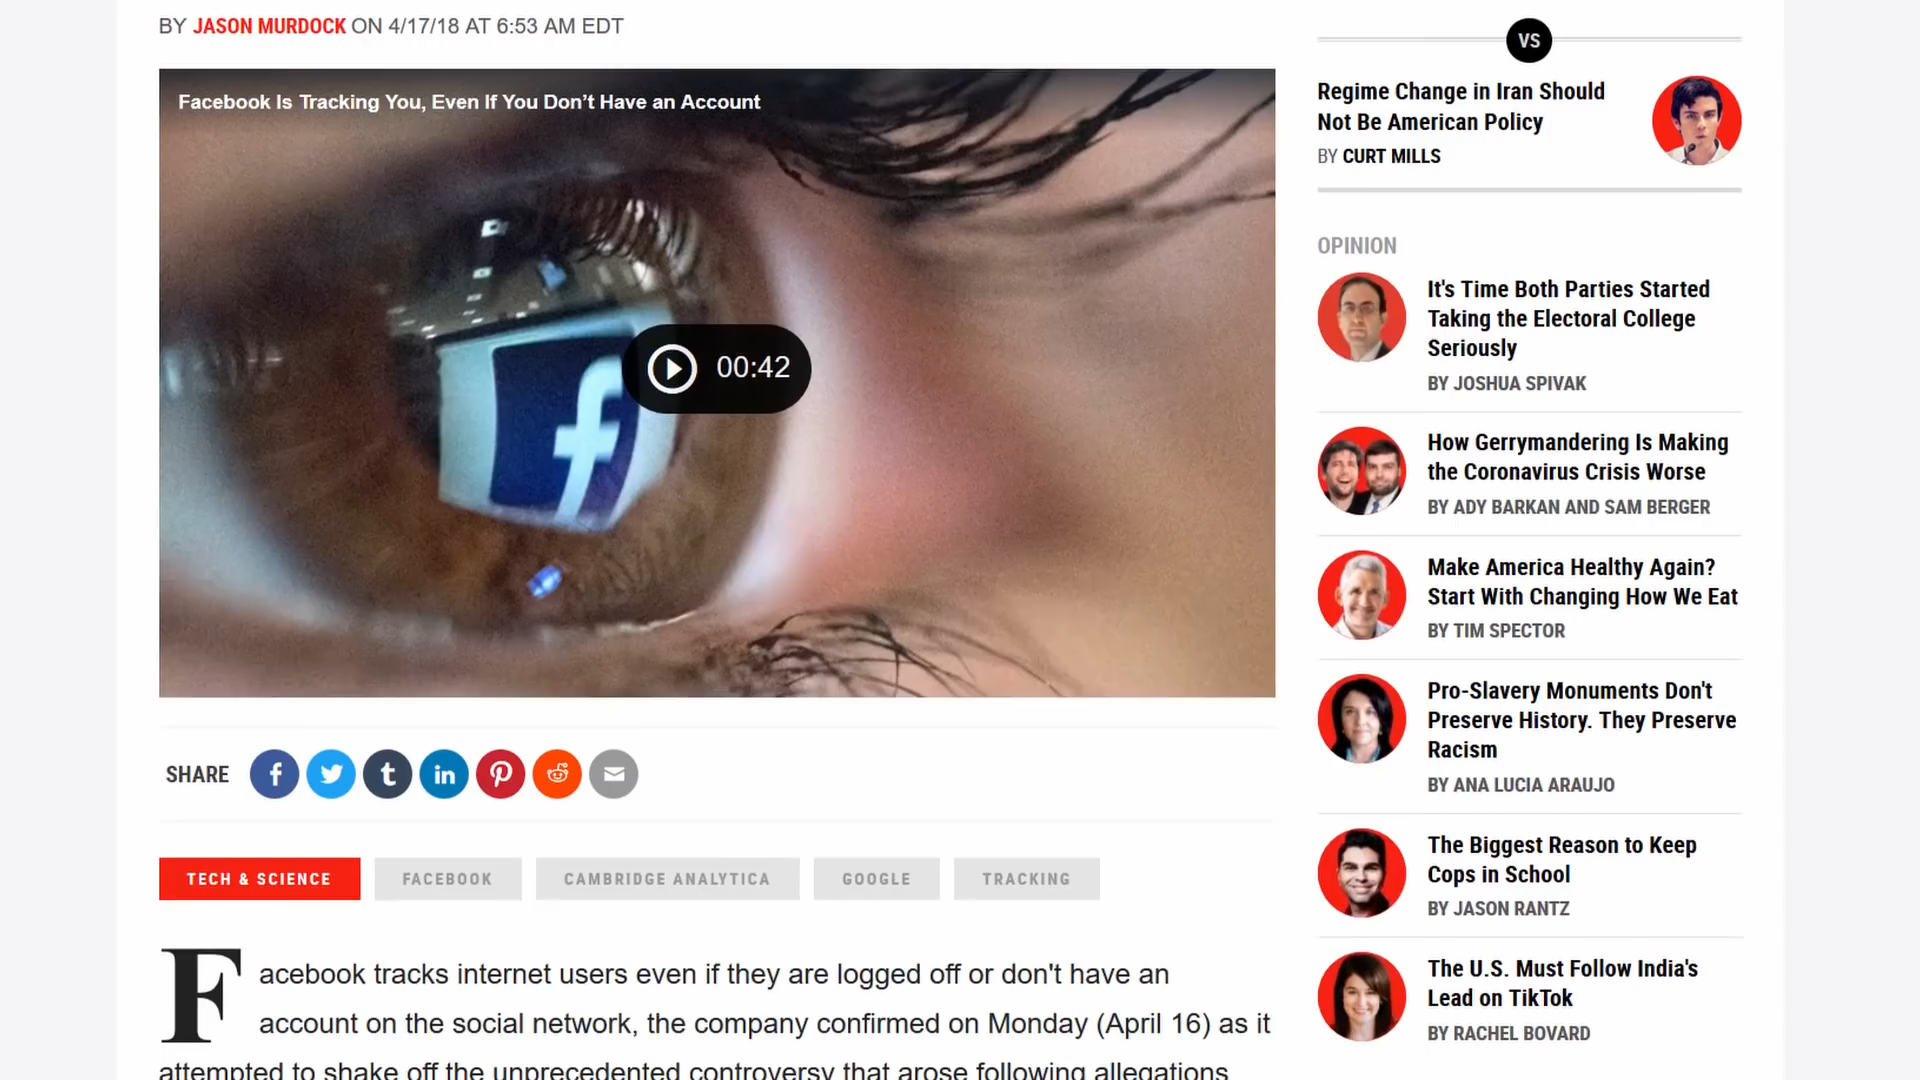 BY JASON MURDOCK ON 4/17/18 AT 6:53 AM EDT
Facebook Is Tracking You, Even If You Don’t Have an Account
f
00:42
SHARE
TECH & SCIENCE
FACEBOOK
CAMBRIDGE ANALYTICA
GOOGLE
TRACKING
Facebook tracks internet users even if they are logged off or don't have an
account on the social network, the company confirmed on Monday (April 16) as it
attempted to shake off the unprecedented controversy that arose following allegations
VS
Regime Change in Iran Should
Not Be American Policy
BY CURT MILLS
OPINION
It's Time Both Parties Started
Taking the Electoral College
Seriously
BY JOSHUA SPIVAK
How Gerrymandering Is Making
the Coronavirus Crisis Worse
BY ADY BARKAN AND SAM BERGER
Make America Healthy Again?
Start With Changing How We Eat
BY TIM SPECTOR
Pro-Slavery Monuments Don't
Preserve History. They Preserve
Racism
BY ANA LUCIA ARAUJO
The Biggest Reason to Keep
Cops in School
BY JASON RANTZ
The U.S. Must Follow India's
Lead on TikTok
BY RACHEL BOVARD